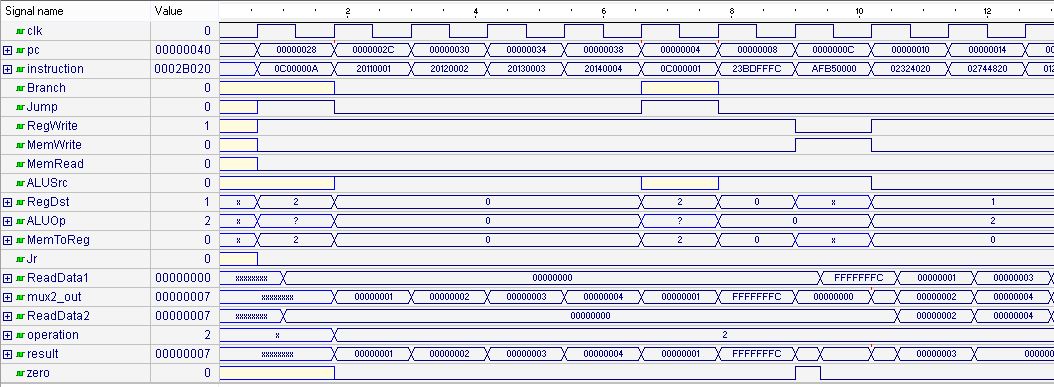 Signal name Value 2 4 6 8 10 12
clk 0
pc 00000040 00000028 0000002C 00000030 00000034 00000038 00000004 00000008 0000000C 00000010 00000014
instruction 0002B020 0C00000A 20110001 20120002 20130003 20140004 0C000001 23BDFFFC AFB50000 02324020 02744820 012
Branch 0
Jump 0
RegWrite 1
MemWrite 0
MemRead 0
ALUSrc 0
RegDst 1 x 2 0 2 0 x 1
ALUOp 2 x ? 0 ? 0 2
MemToReg 0 x 2 0 2 0 x 0
Jr 0
ReadData1 00000000 xxxxxxxx 00000000 FFFFFFFC 00000001 00000003
mux2_out 00000007 xxxxxxxx 00000001 00000002 00000003 00000004 00000001 FFFFFFFC 00000000 00000002 00000004
ReadData2 00000007 xxxxxxxx 00000000 00000002 00000004
operation 2 x 2
result 00000007 xxxxxxxx 00000001 00000002 00000003 00000004 00000001 FFFFFFFC 00000003 00000
zero 0